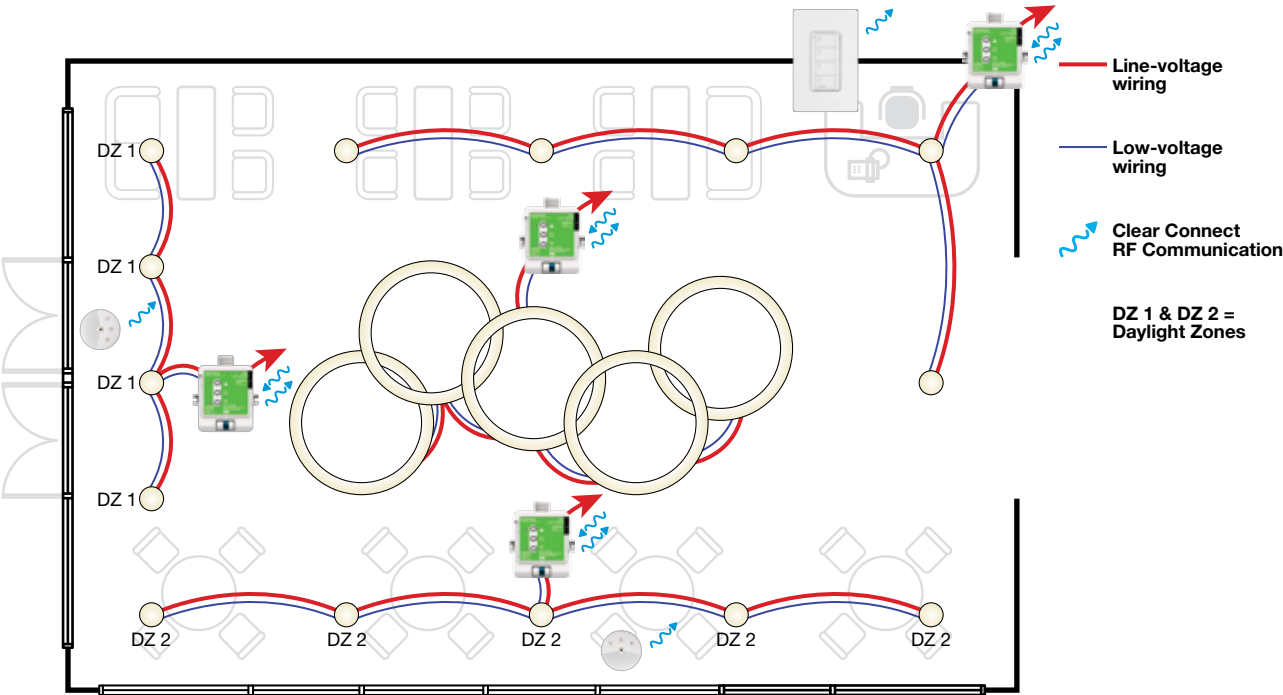 Line-voltage
wiring
DZ 1
Low-voltage
wiring
Clear Connect
RF Communication
DZ 1
DZ 1 & DZ 2 =
Daylight Zones
DZ 1
DZ 1
DZ 2
DZ 2
DZ 2
DZ 2
DZ 2